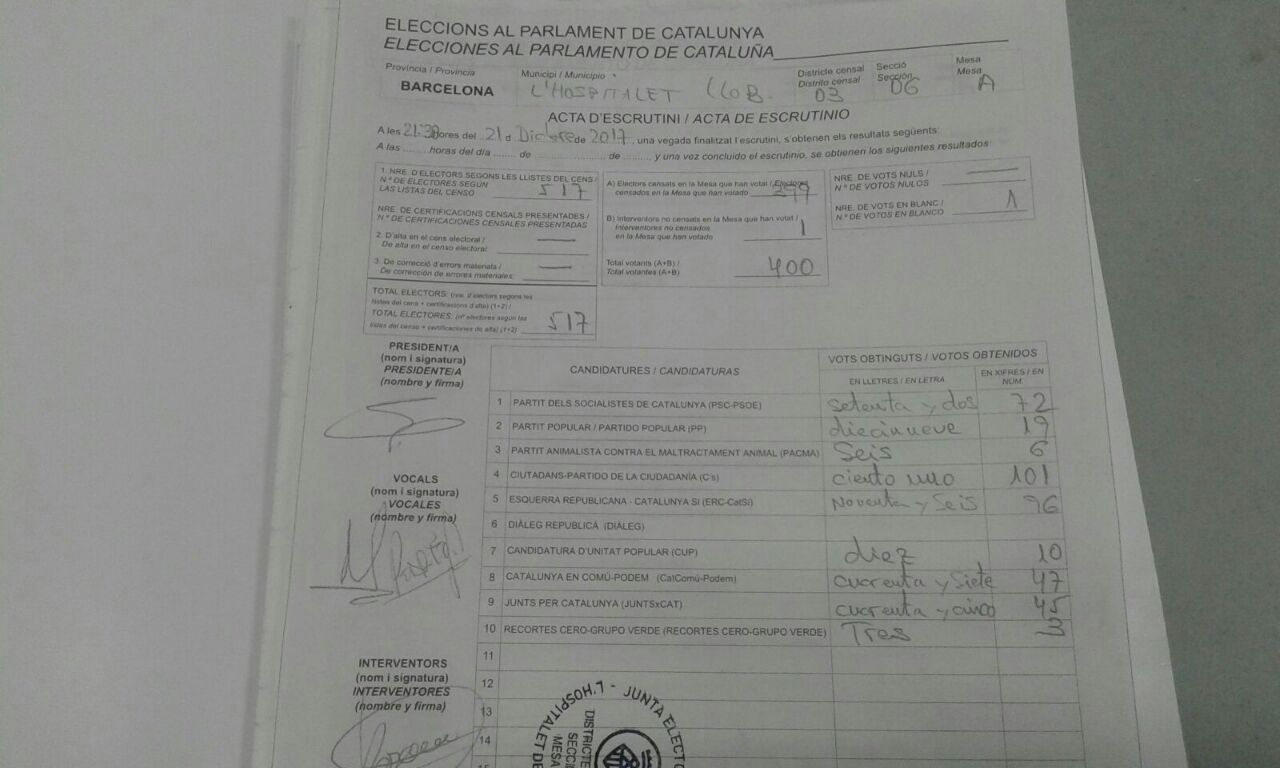 ELECCIONS AL PARLAMENT DE CATALUNYA
ELECCIONES AL PARLAMENTO DE CATALUÑA
Província / Provincia
BARCELONA
Municipi / Municipio
L'HOSPITALET LLOB.
Districte censal
Distrito censal
03
Secció
Sección
06
Mesa
Mesa
A
ACTA D'ESCRUTINI / ACTA DE ESCRUTINIO
A les 21:30 hores del 21 d Dicbre de 2017, una vegada finalitzat l'escrutini, s'obtenen els resultats següents:
A las ........ horas del día ........ de .................... de ........, y una vez concluido el escrutinio, se obtienen los siguientes resultados:
1. NRE. D'ELECTORS SEGONS LES LLISTES DEL CENS /
N.º DE ELECTORES SEGÚN
LAS LISTAS DEL CENSO 517
NRE. DE CERTIFICACIONS CENSALS PRESENTADES /
N.º DE CERTIFICACIONES CENSALES PRESENTADAS
2. D'alta en el cens electoral /
De alta en el censo electoral: —
3. De correcció d'errors materials /
De corrección de errores materiales: —
TOTAL ELECTORS: (nre. d'electors segons les
llistes del cens + certificacions d'alta) (1+2) /
TOTAL ELECTORES: (nº electores según las
listas del censo + certificaciones de alta) (1+2) 517
A) Electors censats en la Mesa que han votat / Electores
censados en la Mesa que han votado 399
B) Interventors no censats en la Mesa que han votat /
Interventores no censados
en la Mesa que han votado 1
Total votants (A+B) /
Total votantes (A+B) 400
NRE. DE VOTS NULS /
N.º DE VOTOS NULOS —
NRE. DE VOTS EN BLANC /
N.º DE VOTOS EN BLANCO 1
PRESIDENT/A
(nom i signatura)
PRESIDENTE/A
(nombre y firma)
VOCALS
(nom i signatura)
VOCALES
(nombre y firma)
INTERVENTORS
(nom i signatura)
INTERVENTORES
(nombre y firma)
CANDIDATURES / CANDIDATURAS
VOTS OBTINGUTS / VOTOS OBTENIDOS
EN LLETRES / EN LETRA
EN XIFRES / EN NÚM
1 PARTIT DELS SOCIALISTES DE CATALUNYA (PSC-PSOE) setenta y dos 72
2 PARTIT POPULAR / PARTIDO POPULAR (PP) diecinueve 19
3 PARTIT ANIMALISTA CONTRA EL MALTRACTAMENT ANIMAL (PACMA) Seis 6
4 CIUTADANS-PARTIDO DE LA CIUDADANÍA (C's) ciento uno 101
5 ESQUERRA REPUBLICANA - CATALUNYA SÍ (ERC-CatSí) Noventa y Seis 96
6 DIÀLEG REPUBLICÀ (DIÀLEG)
7 CANDIDATURA D'UNITAT POPULAR (CUP) diez 10
8 CATALUNYA EN COMÚ-PODEM (CatComú-Podem) cuarenta y siete 47
9 JUNTS PER CATALUNYA (JUNTSxCAT) cuarenta y cinco 45
10 RECORTES CERO-GRUPO VERDE (RECORTES CERO-GRUPO VERDE) Tres 3
11
12
13
14
JUNTA ELECTO
L'HOSPITALET DE
DISTRICTE
SECCIÓ
MESA